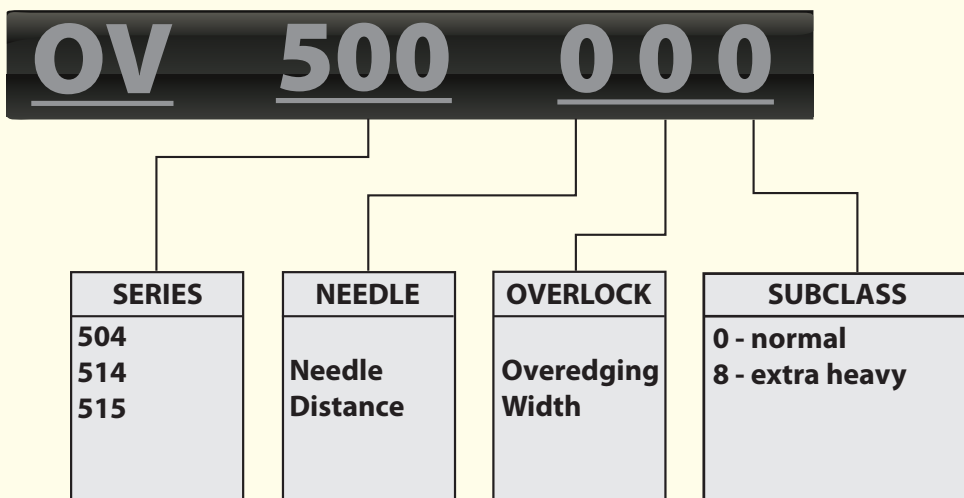 OV 500 0 0 0
SERIES
504
514
515
NEEDLE
Needle
Distance
OVERLOCK
Overedging
Width
SUBCLASS
0 - normal
8 - extra heavy